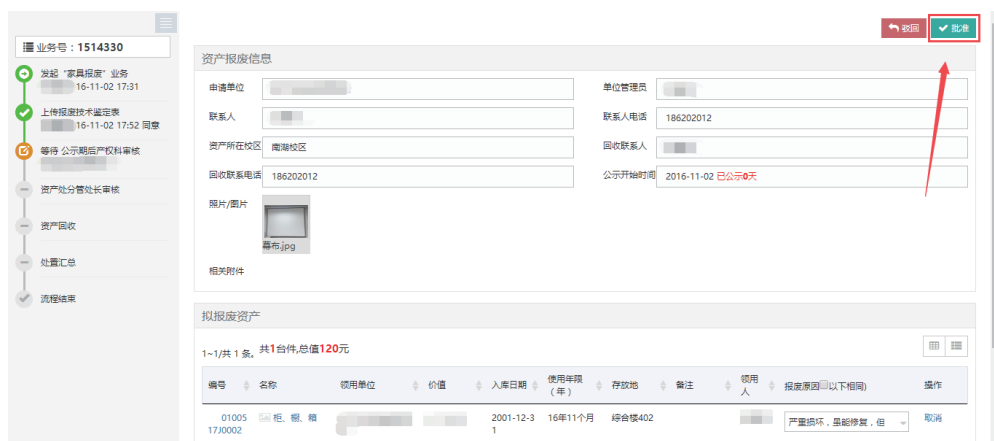 驳回 批准
业务号：1514330
发起“家具报废”业务
16-11-02 17:31
上传报废技术鉴定表
16-11-02 17:52 同意
等待 公示期后产权科审核
资产处分管处长审核
资产回收
处置汇总
流程结束
资产报废信息
申请单位 单位管理员
联系人 联系人电话 186202012
资产所在校区 南湖校区 回收联系人
回收联系电话 186202012 公示开始时间 2016-11-02 已公示0天
照片/图片
幕布.jpg
相关附件
拟报废资产
1~1/共 1 条。 共1台件,总值120元
编号 名称 领用单位 价值 入库日期 使用年限（年） 存放地 备注 领用人 报废原因(以下相同) 操作
01005 柜、橱、箱 2001-12-3 16年11个月 综合楼402 严重损坏，虽能修复，但 取消
17J0002 1